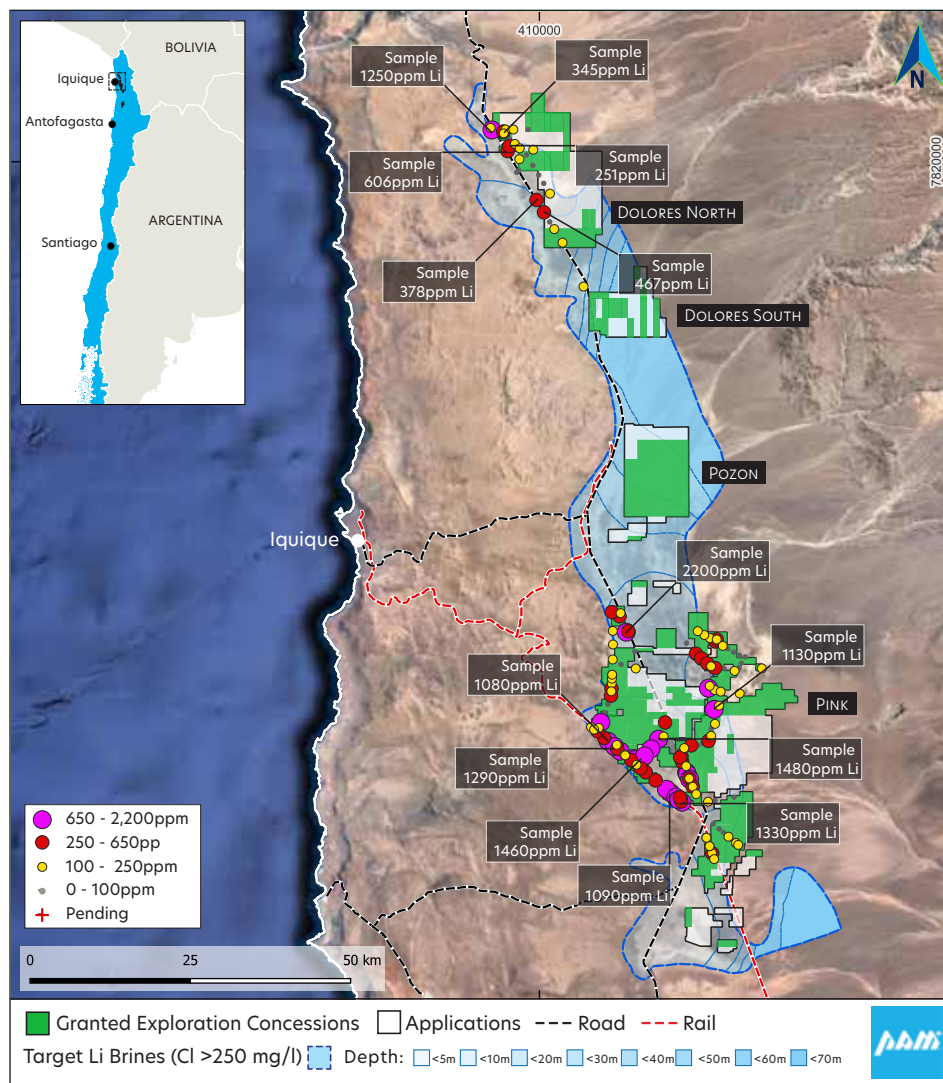 BOLIVIA
Iquique
Antofagasta
ARGENTINA
Santiago
410000
7820000
N
Sample
1250ppm Li
Sample
345ppm Li
Sample
606ppm Li
Sample
251ppm Li
DOLORES NORTH
Sample
378ppm Li
Sample
467ppm Li
DOLORES SOUTH
POZON
Iquique
Sample
2200ppm Li
Sample
1130ppm Li
Sample
1080ppm Li
PINK
Sample
1290ppm Li
Sample
1480ppm Li
Sample
1460ppm Li
Sample
1330ppm Li
Sample
1090ppm Li
650 - 2,200ppm
250 - 650pp
100 - 250ppm
0 - 100ppm
Pending
0 25 50 km
Granted Exploration Concessions Applications Road Rail
Target Li Brines (Cl >250 mg/l) Depth: <5m <10m <20m <30m <40m <50m <60m <70m
pam